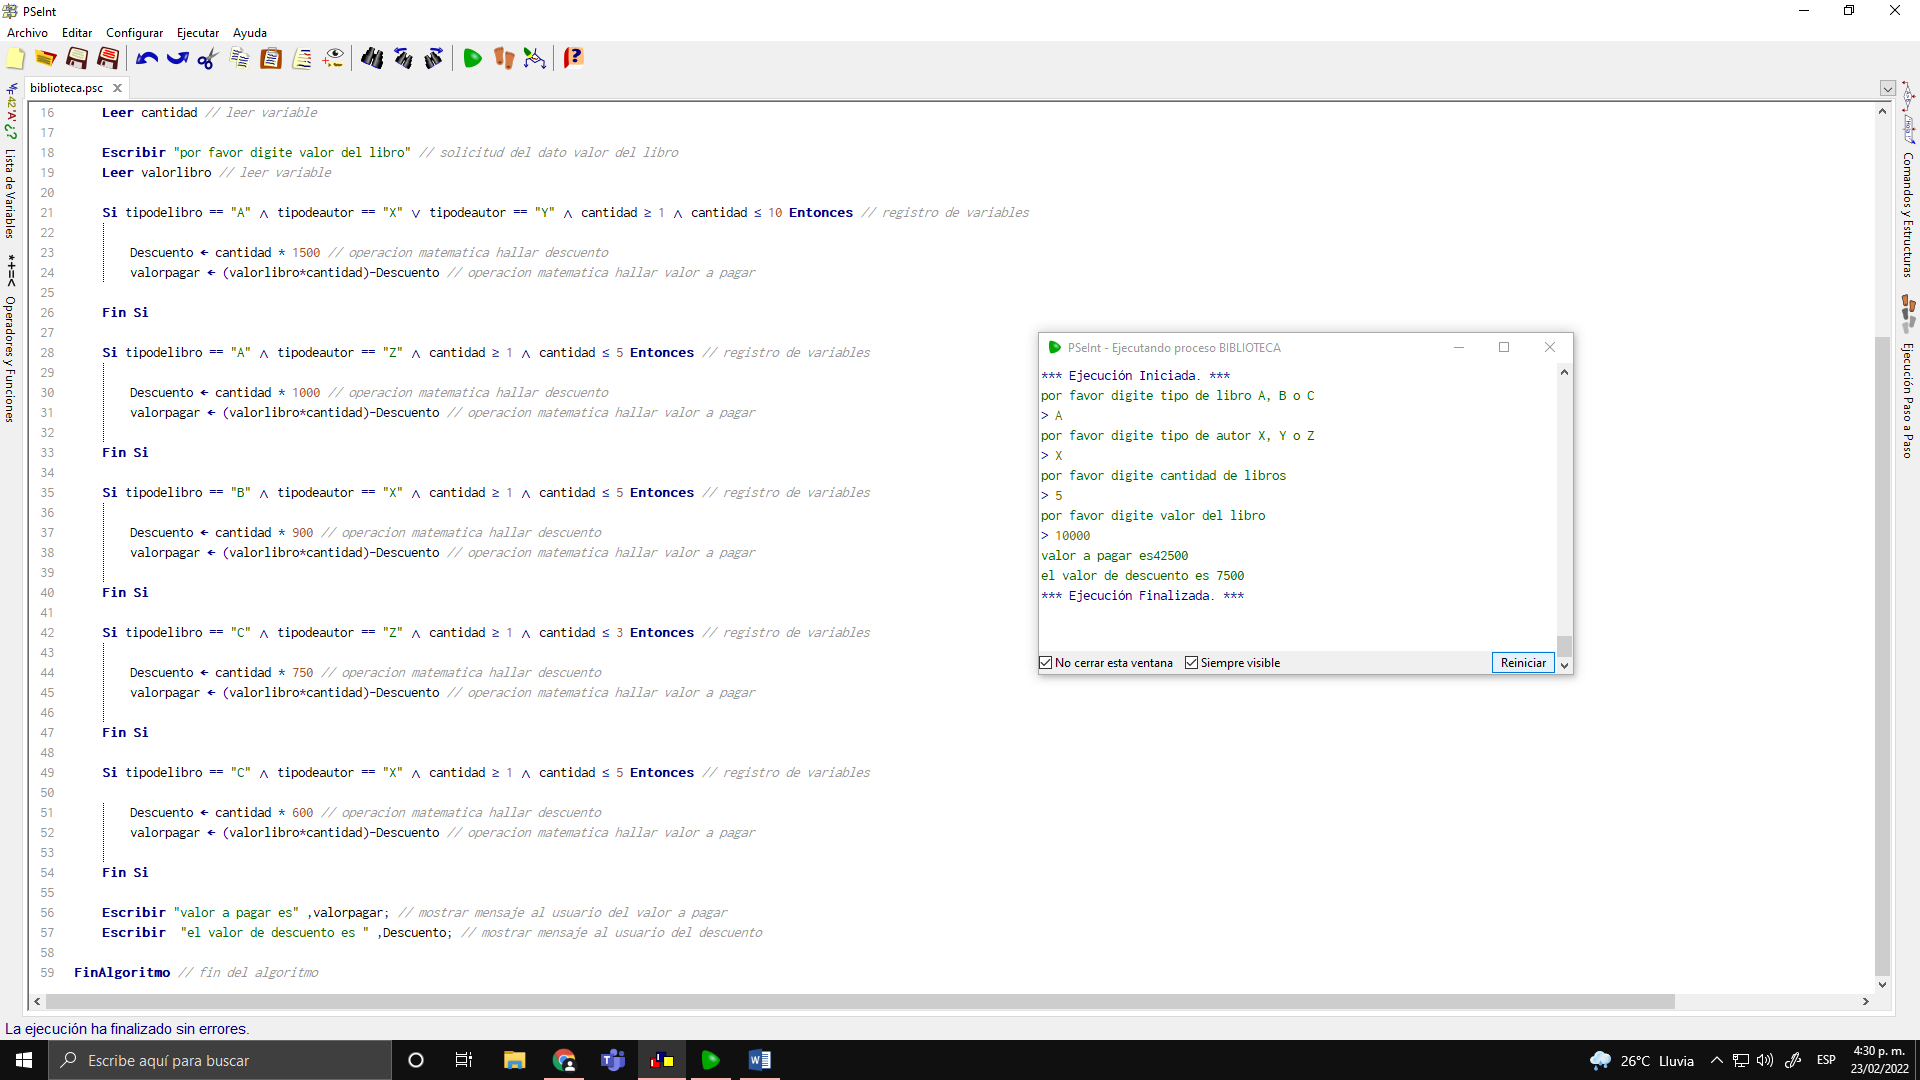 PSeInt
Archivo Editar Configurar Ejecutar Ayuda
biblioteca.psc
Lista de Variables
*+=< Operadores y Funciones
16 Leer cantidad // leer variable
17
18 Escribir "por favor digite valor del libro" // solicitud del dato valor del libro
19 Leer valorlibro // leer variable
20
21 Si tipodelibro == "A" ∧ tipodeautor == "X" ∨ tipodeautor == "Y" ∧ cantidad ≥ 1 ∧ cantidad ≤ 10 Entonces // registro de variables
22
23 Descuento ← cantidad * 1500 // operacion matematica hallar descuento
24 valorpagar ← (valorlibro*cantidad)-Descuento // operacion matematica hallar valor a pagar
25
26 Fin Si
27
28 Si tipodelibro == "A" ∧ tipodeautor == "Z" ∧ cantidad ≥ 1 ∧ cantidad ≤ 5 Entonces // registro de variables
29
30 Descuento ← cantidad * 1000 // operacion matematica hallar descuento
31 valorpagar ← (valorlibro*cantidad)-Descuento // operacion matematica hallar valor a pagar
32
33 Fin Si
34
35 Si tipodelibro == "B" ∧ tipodeautor == "X" ∧ cantidad ≥ 1 ∧ cantidad ≤ 5 Entonces // registro de variables
36
37 Descuento ← cantidad * 900 // operacion matematica hallar descuento
38 valorpagar ← (valorlibro*cantidad)-Descuento // operacion matematica hallar valor a pagar
39
40 Fin Si
41
42 Si tipodelibro == "C" ∧ tipodeautor == "Z" ∧ cantidad ≥ 1 ∧ cantidad ≤ 3 Entonces // registro de variables
43
44 Descuento ← cantidad * 750 // operacion matematica hallar descuento
45 valorpagar ← (valorlibro*cantidad)-Descuento // operacion matematica hallar valor a pagar
46
47 Fin Si
48
49 Si tipodelibro == "C" ∧ tipodeautor == "X" ∧ cantidad ≥ 1 ∧ cantidad ≤ 5 Entonces // registro de variables
50
51 Descuento ← cantidad * 600 // operacion matematica hallar descuento
52 valorpagar ← (valorlibro*cantidad)-Descuento // operacion matematica hallar valor a pagar
53
54 Fin Si
55
56 Escribir "valor a pagar es" ,valorpagar; // mostrar mensaje al usuario del valor a pagar
57 Escribir "el valor de descuento es " ,Descuento; // mostrar mensaje al usuario del descuento
58
59 FinAlgoritmo // fin del algoritmo
PSeInt - Ejecutando proceso BIBLIOTECA
*** Ejecución Iniciada. ***
por favor digite tipo de libro A, B o C
> A
por favor digite tipo de autor X, Y o Z
> X
por favor digite cantidad de libros
> 5
por favor digite valor del libro
> 10000
valor a pagar es42500
el valor de descuento es 7500
*** Ejecución Finalizada. ***
No cerrar esta ventana Siempre visible Reiniciar
Comandos y Estructuras
Ejecución Paso a Paso
La ejecución ha finalizado sin errores.
Escribe aquí para buscar
26°C Lluvia
ESP
4:30 p. m.
23/02/2022